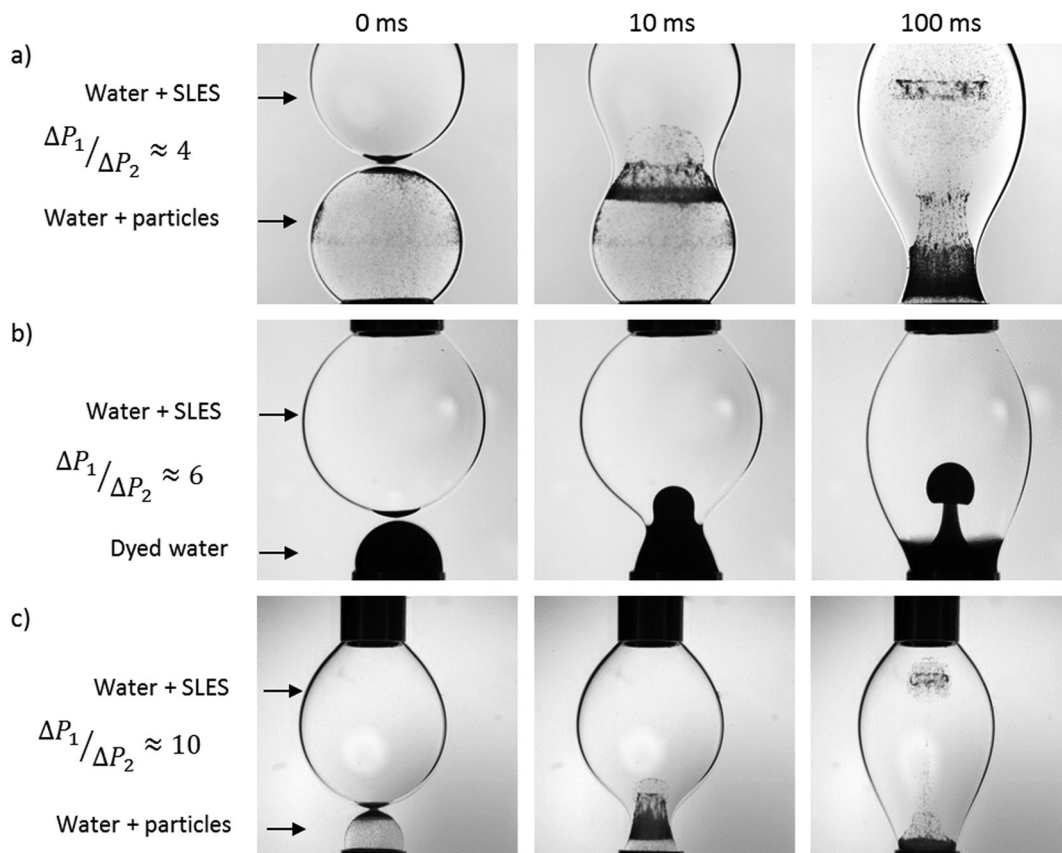 0 ms 10 ms 100 ms
a)
Water + SLES
ΔP₁/ΔP₂ ≈ 4
Water + particles
b)
Water + SLES
ΔP₁/ΔP₂ ≈ 6
Dyed water
c)
Water + SLES
ΔP₁/ΔP₂ ≈ 10
Water + particles